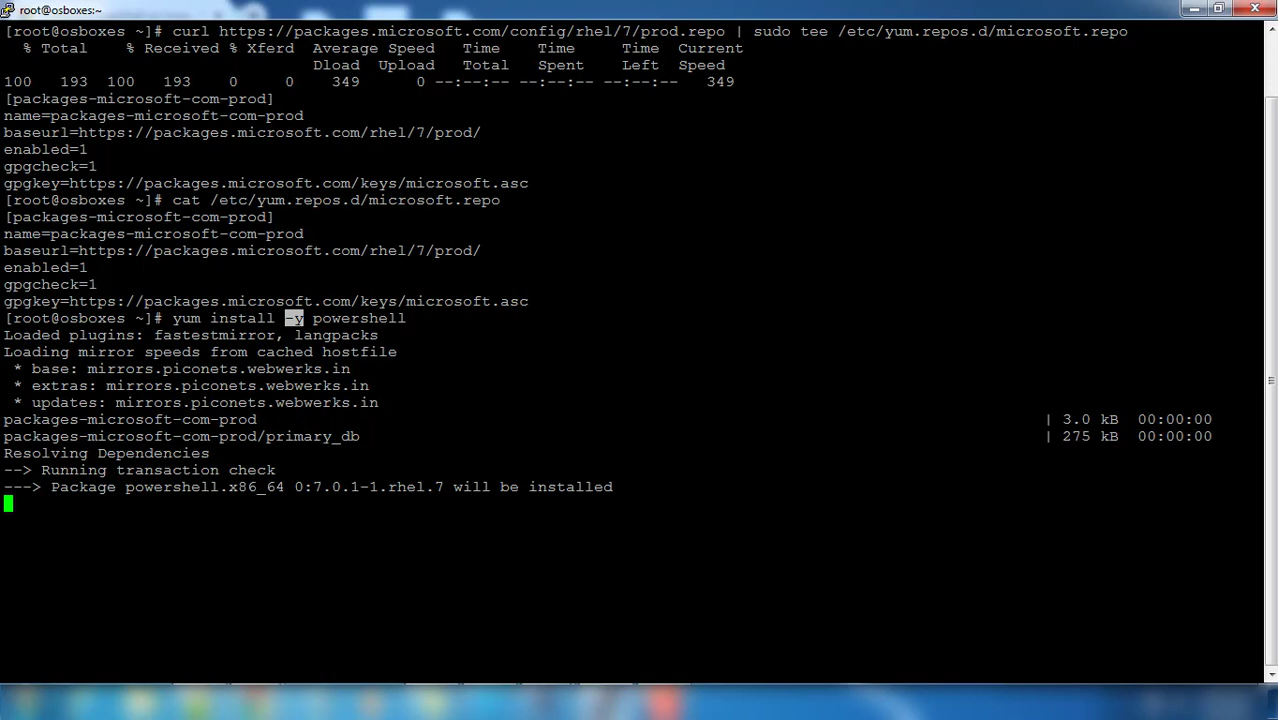 root@osboxes:~
[root@osboxes ~]# curl https://packages.microsoft.com/config/rhel/7/prod.repo | sudo tee /etc/yum.repos.d/microsoft.repo
% Total % Received % Xferd Average Speed Time Time Time Current
Dload Upload Total Spent Left Speed
100 193 100 193 0 0 349 0 --:--:-- --:--:-- --:--:-- 349
[packages-microsoft-com-prod]
name=packages-microsoft-com-prod
baseurl=https://packages.microsoft.com/rhel/7/prod/
enabled=1
gpgcheck=1
gpgkey=https://packages.microsoft.com/keys/microsoft.asc
[root@osboxes ~]# cat /etc/yum.repos.d/microsoft.repo
[packages-microsoft-com-prod]
name=packages-microsoft-com-prod
baseurl=https://packages.microsoft.com/rhel/7/prod/
enabled=1
gpgcheck=1
gpgkey=https://packages.microsoft.com/keys/microsoft.asc
[root@osboxes ~]# yum install -y powershell
Loaded plugins: fastestmirror, langpacks
Loading mirror speeds from cached hostfile
* base: mirrors.piconets.webwerks.in
* extras: mirrors.piconets.webwerks.in
* updates: mirrors.piconets.webwerks.in
packages-microsoft-com-prod | 3.0 kB 00:00:00
packages-microsoft-com-prod/primary_db | 275 kB 00:00:00
Resolving Dependencies
--> Running transaction check
---> Package powershell.x86_64 0:7.0.1-1.rhel.7 will be installed